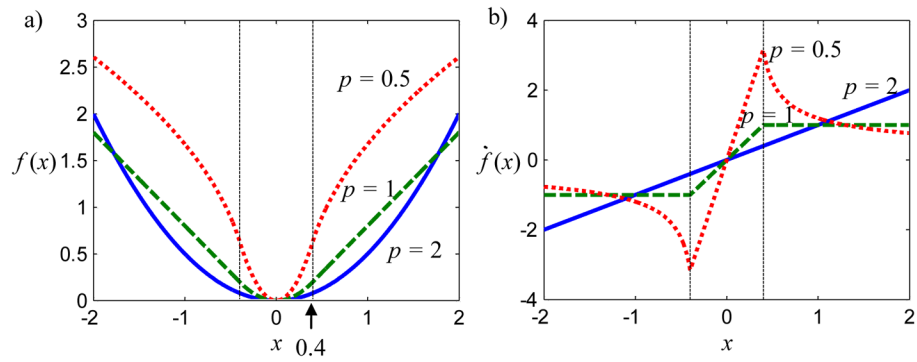 a)
3
2.5
2
1.5
1
0.5
0
f(x)
p = 0.5
p = 1
p = 2
-2 -1 0 1 2
x 0.4
b)
4
2
0
-2
-4
ḟ(x)
p = 0.5
p = 2
p = 1
-2 -1 0 1 2
x